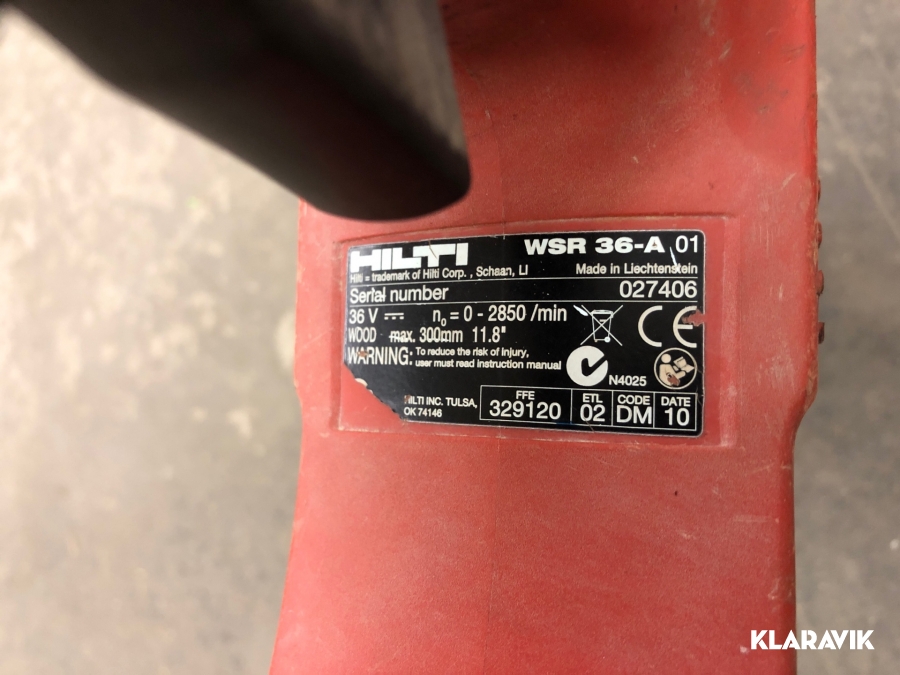 HILTI WSR 36-A 01
Hilti = trademark of Hilti Corp., Schaan, LI Made in Liechtenstein
Serial number 027406
36 V n₀ = 0 - 2850 /min
WOOD max. 300mm 11.8"
WARNING: To reduce the risk of injury,
user must read instruction manual
CE
N4025
HILTI INC. TULSA,
OK 74146
FFE 329120
ETL 02
CODE DM
DATE 10
KLARAVIK